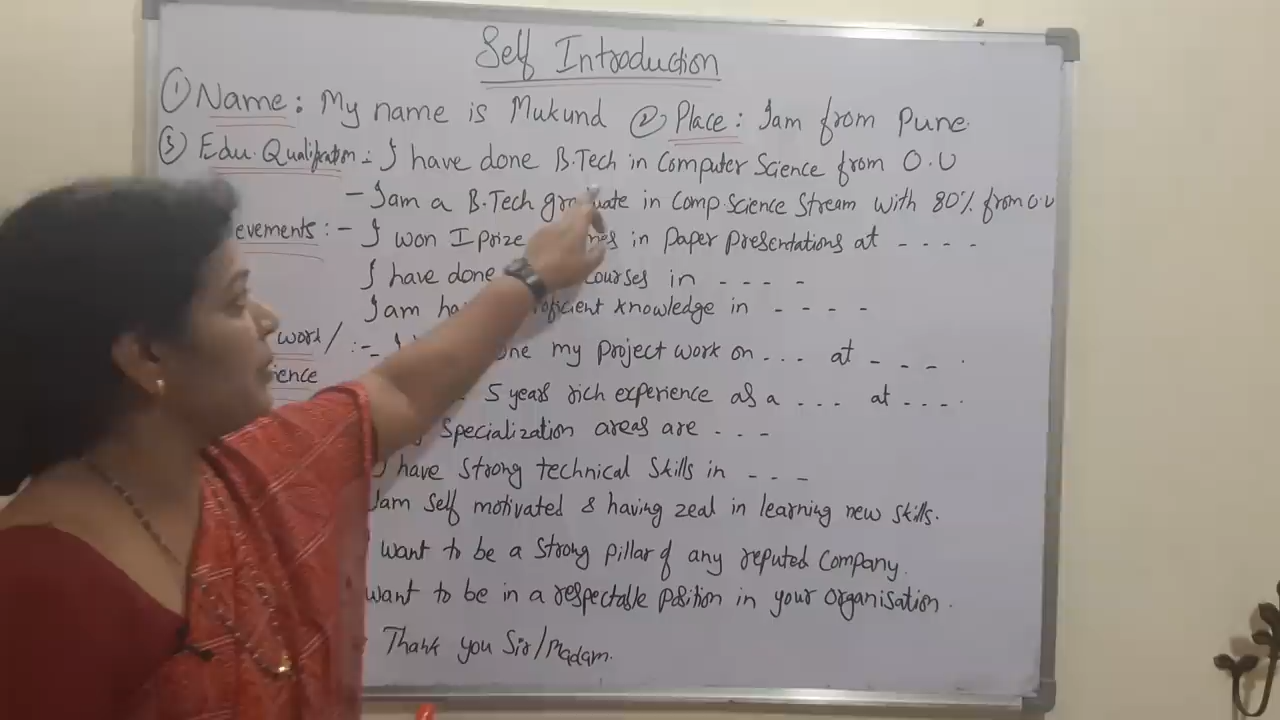 Self Introduction
① Name: My name is Mukund ② Place: I am from Pune.
③ Edu. Qualification:- I have done B.Tech in Computer Science from O.U
- I am a B.Tech graduate in Comp. Science Stream with 80% from O.U
evements :- I won I prize in Paper Presentations at - - - -
I have done courses in - - - -
I am knowledge in - - - -
work/ :- my project work on ... at - - -
ience
5 years rich experience as a ... at ....
Specialization areas are - - -
I have strong technical skills in - - -
I am self motivated & having zeal in learning new skills.
want to be a strong pillar of any reputed Company.
want to be in a respectable position in your organisation.
Thank you Sir/Madam.